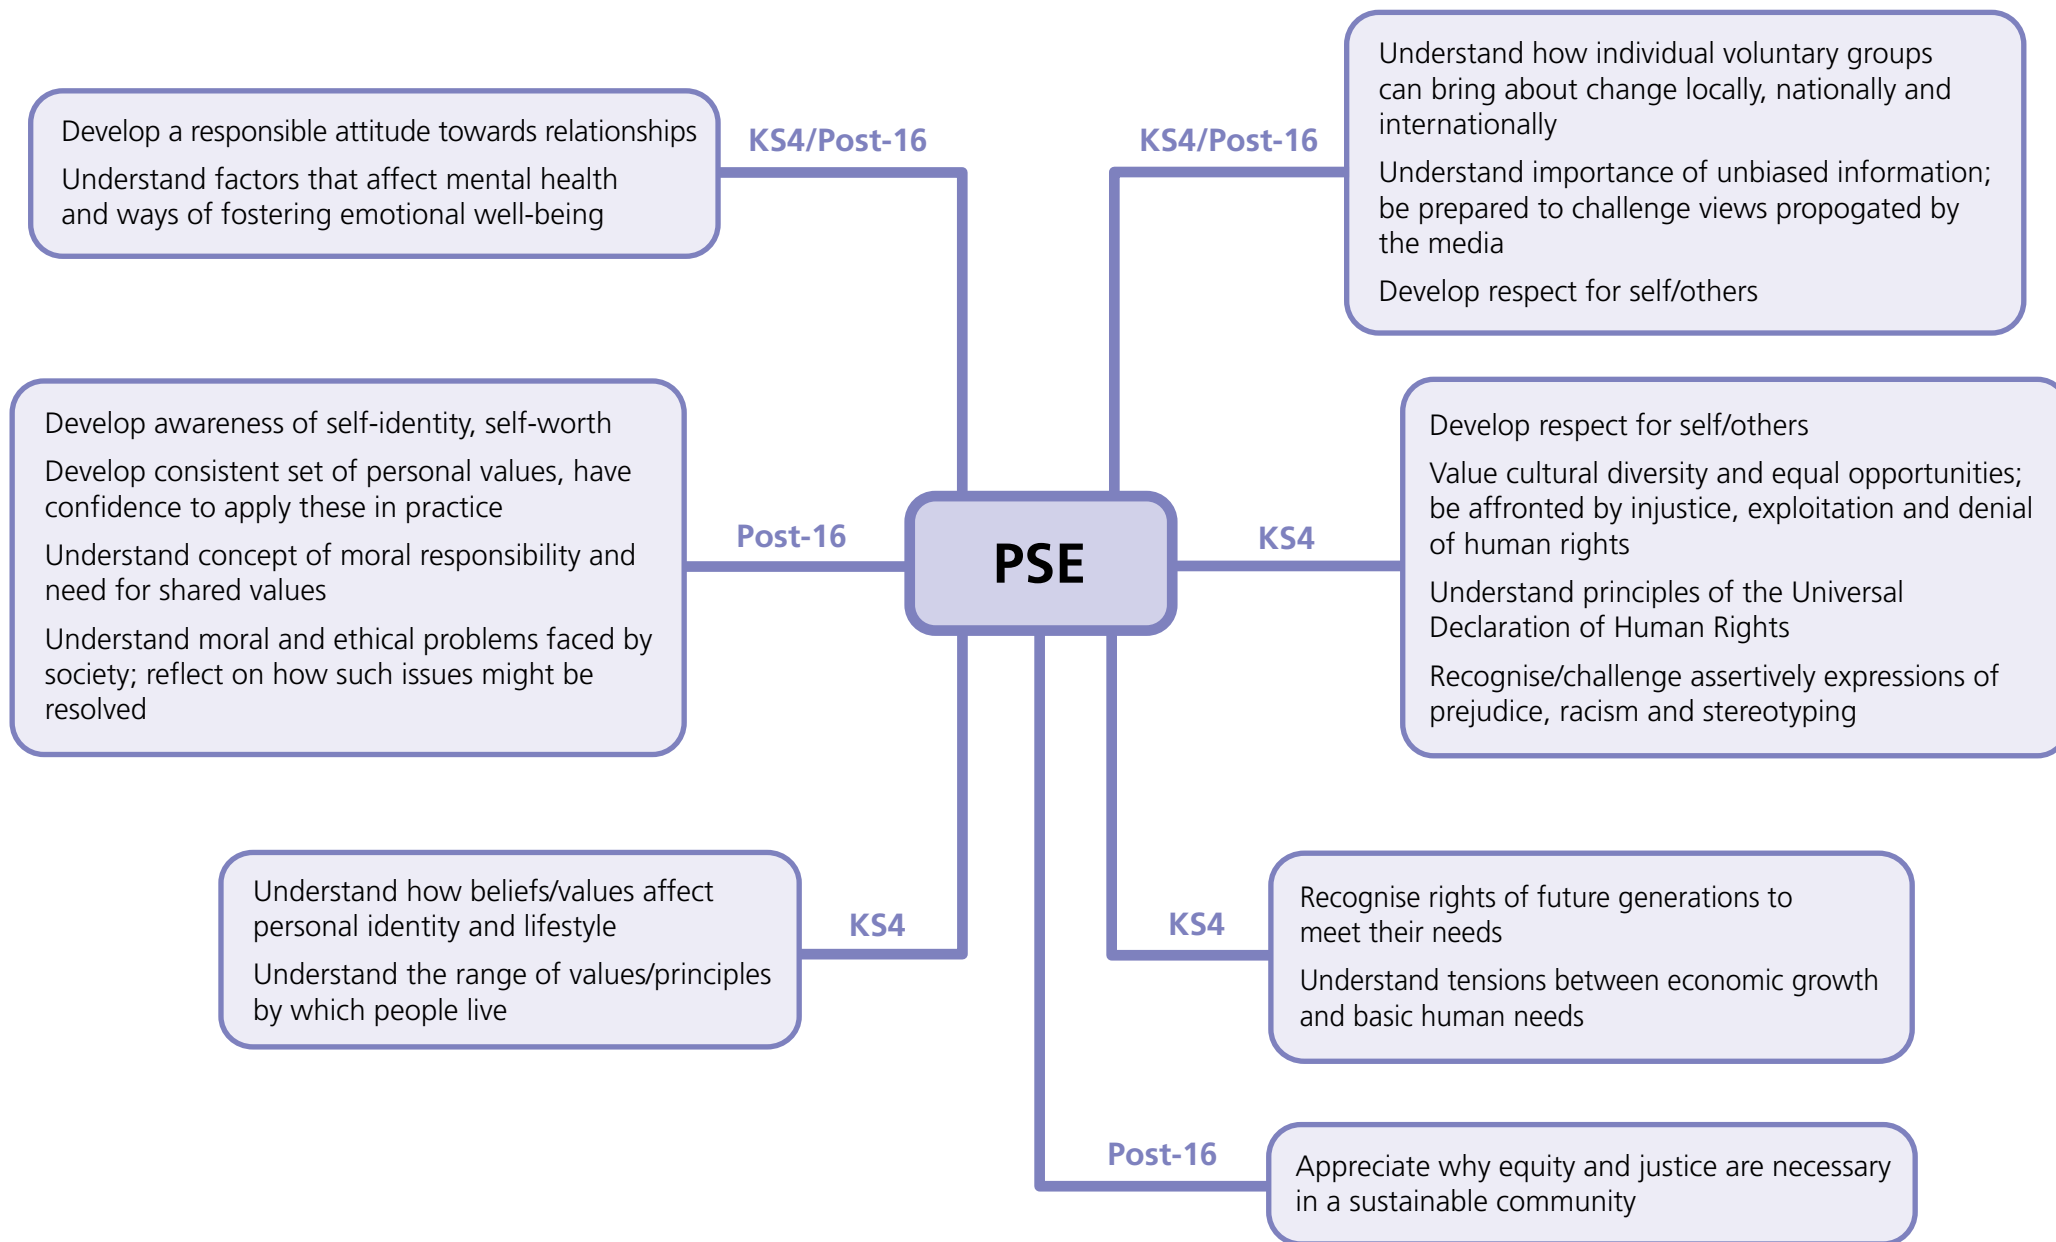 Develop a responsible attitude towards relationships
Understand factors that affect mental health
and ways of fostering emotional well-being
KS4/Post-16
KS4/Post-16
Understand how individual voluntary groups
can bring about change locally, nationally and
internationally
Understand importance of unbiased information;
be prepared to challenge views propogated by
the media
Develop respect for self/others
Develop awareness of self-identity, self-worth
Develop consistent set of personal values, have
confidence to apply these in practice
Understand concept of moral responsibility and
need for shared values
Understand moral and ethical problems faced by
society; reflect on how such issues might be
resolved
Post-16
PSE
KS4
Develop respect for self/others
Value cultural diversity and equal opportunities;
be affronted by injustice, exploitation and denial
of human rights
Understand principles of the Universal
Declaration of Human Rights
Recognise/challenge assertively expressions of
prejudice, racism and stereotyping
Understand how beliefs/values affect
personal identity and lifestyle
Understand the range of values/principles
by which people live
KS4
KS4
Recognise rights of future generations to
meet their needs
Understand tensions between economic growth
and basic human needs
Post-16
Appreciate why equity and justice are necessary
in a sustainable community